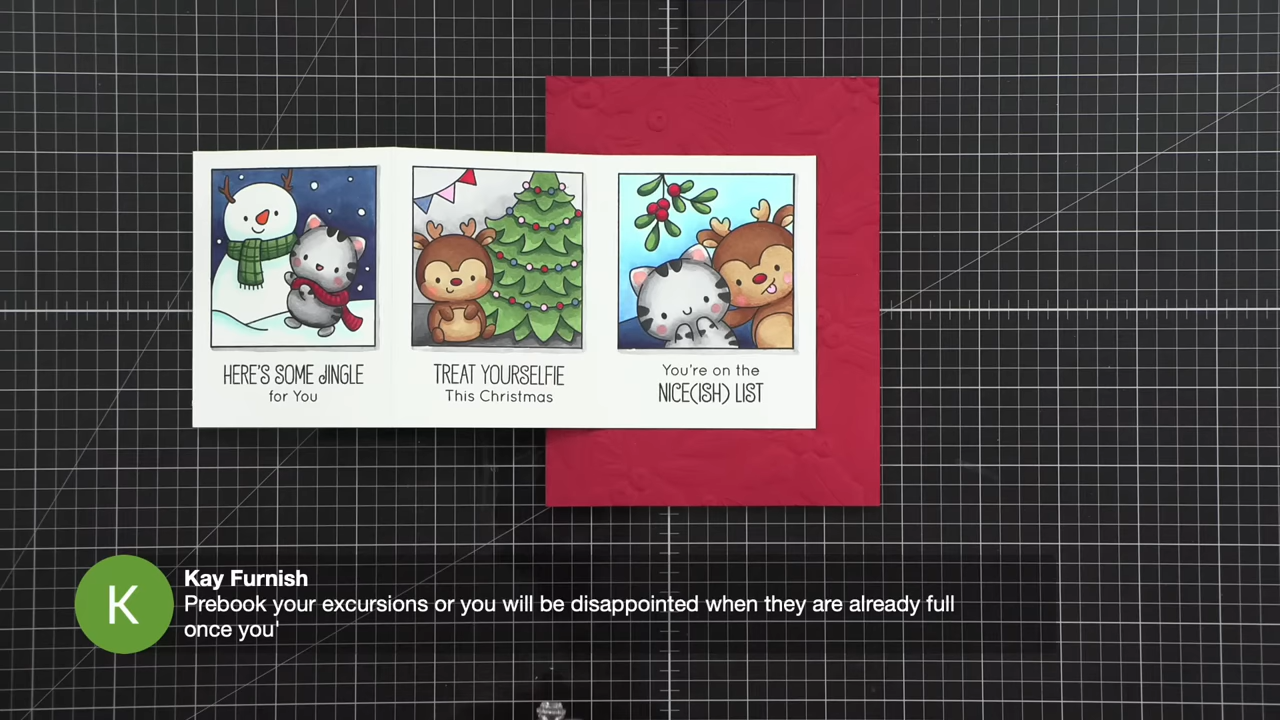 HERE'S SOME JINGLE
for You
TREAT YOURSELFIE
This Christmas
You're on the
NICE(ISH) LIST
K
Kay Furnish
Prebook your excursions or you will be disappointed when they are already full
once you'